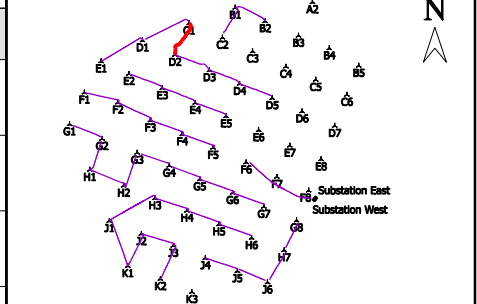 N
A2
B1
B2
C1
B3
D1
C2
B4
C3
D2
E1
D3
C4
B5
E2
D4
C5
E3
D5
C6
F1
F2
E4
D6
E5
G1
F3
E6
D7
F4
G2
F5
E7
G3
E8
H1
G4
F6
G5
F7
H2
G6
F8
Substation East
H3
G7
Substation West
H4
J1
H5
G8
J2
H6
J3
H7
J4
K1
J5
K2
J6
K3